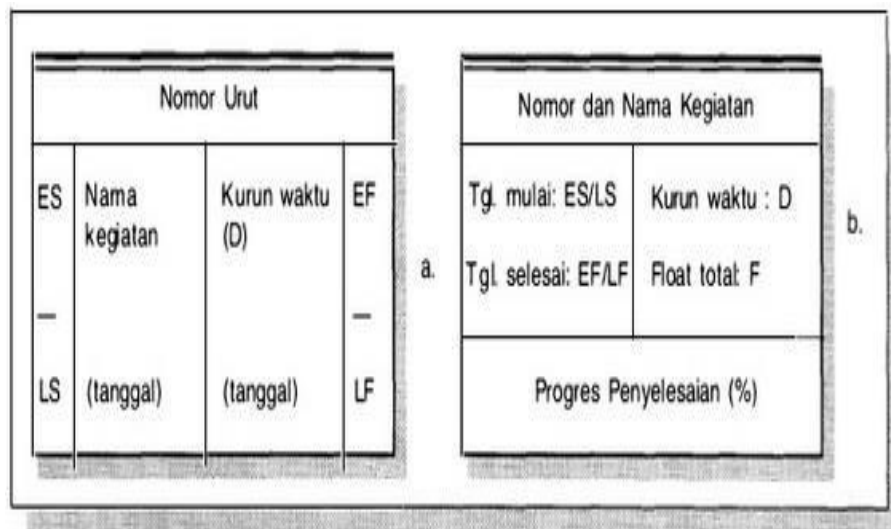 Nomor Urut
ES
Nama
kegiatan
Kurun waktu
(D)
EF
LS
(tanggal)
(tanggal)
LF
a.
Nomor dan Nama Kegiatan
Tgl. mulai: ES/LS
Kurun waktu : D
Tgl. selesai: EF/LF
Float total: F
Progres Penyelesaian (%)
b.